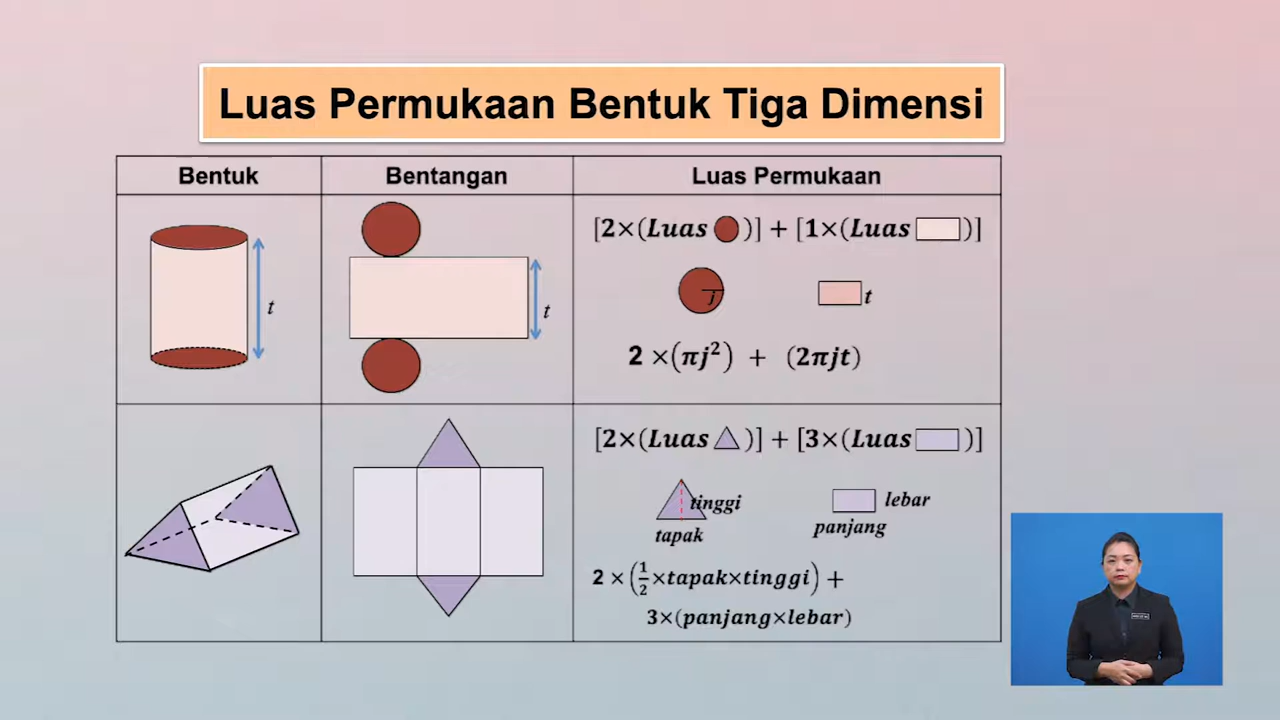 Luas Permukaan Bentuk Tiga Dimensi
Bentuk Bentangan Luas Permukaan
[2×(Luas )] + [1×(Luas )]
j t
t t
2 ×(πj²) + (2πjt)
[2×(Luas )] + [3×(Luas )]
tinggi lebar
tapak panjang
2 ×(1/2×tapak×tinggi) +
3×(panjang×lebar)